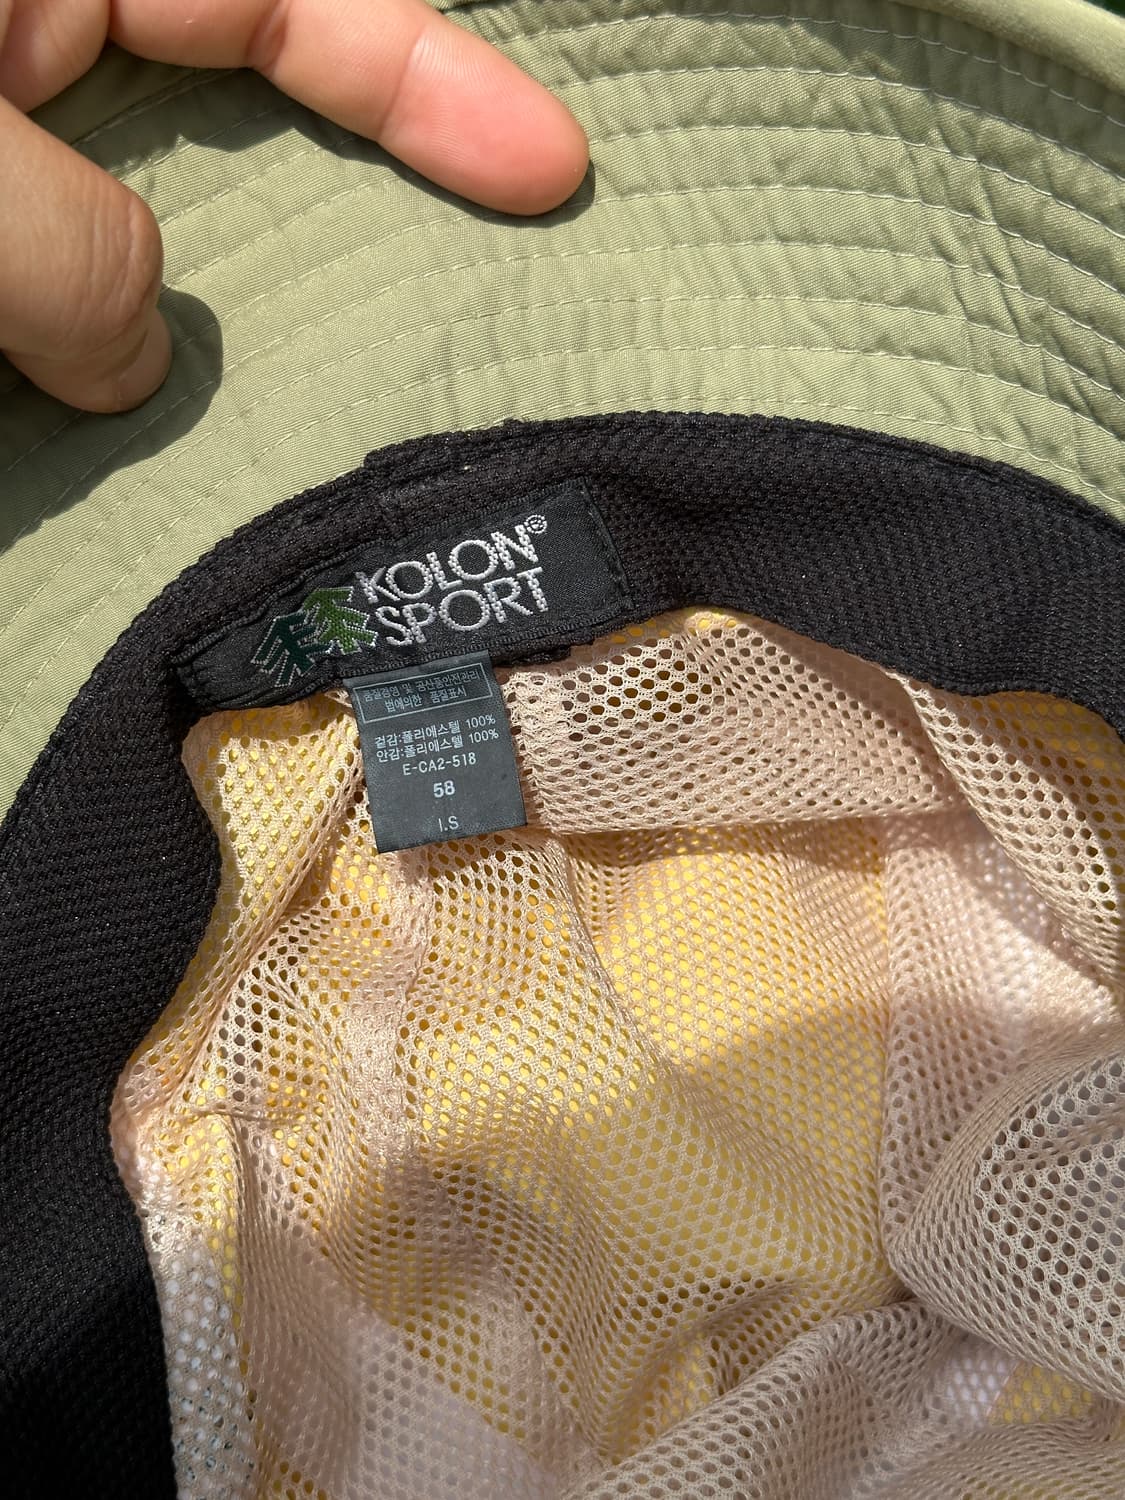 KOLON®
SPORT
품질경영 및 공산품안전관리
법에의한 품질표시
겉감:폴리에스텔 100%
안감:폴리에스텔 100%
E-CA2-518
58
I.S